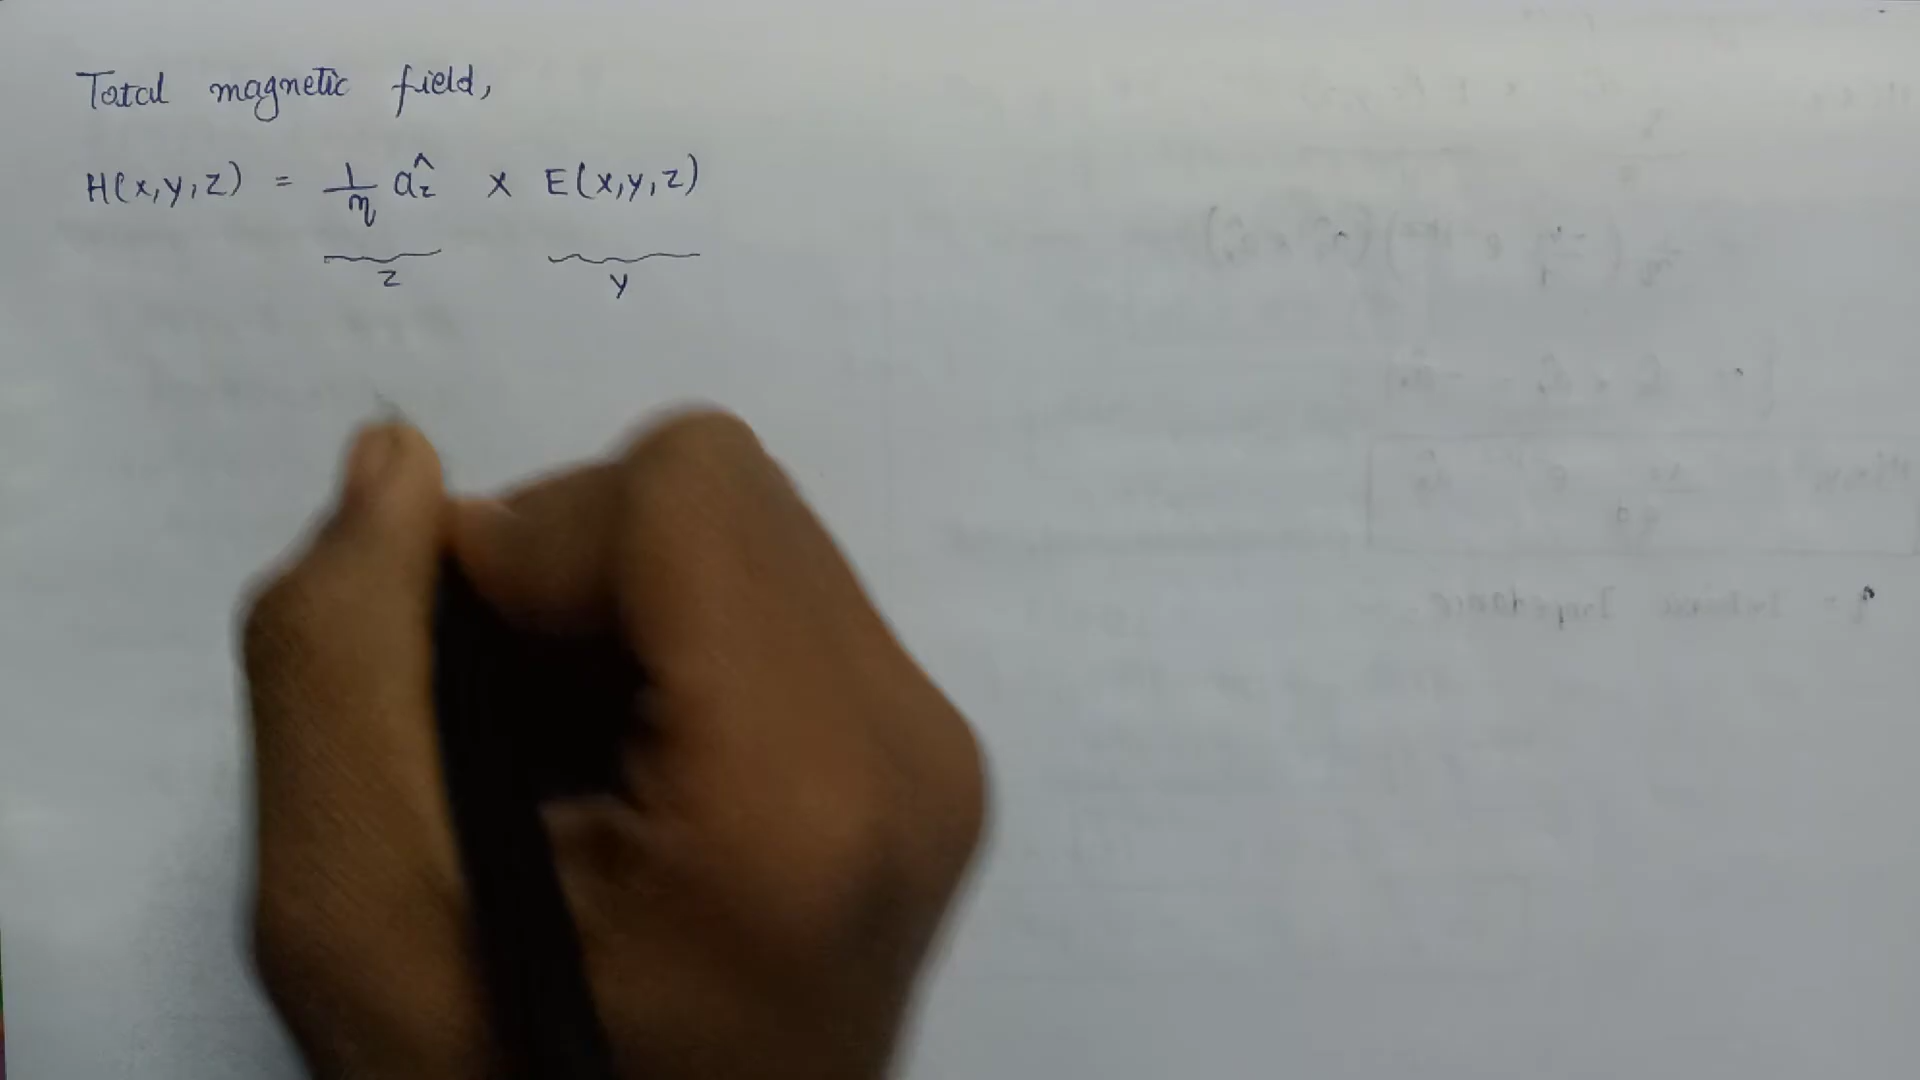 Total magnetic field,
H(x,y,z) = 1/η âz × E(x,y,z)
z y